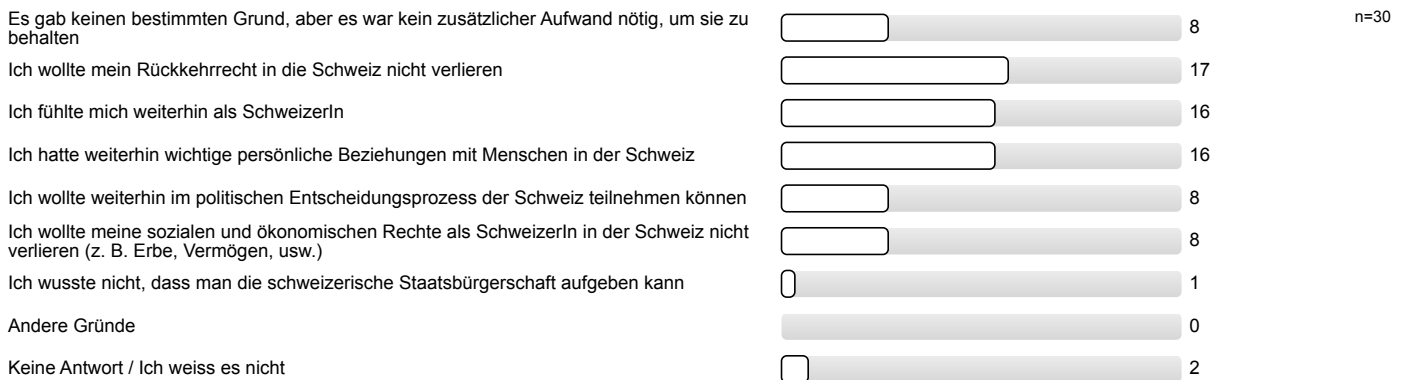 Es gab keinen bestimmten Grund, aber es war kein zusätzlicher Aufwand nötig, um sie zu
behalten
8
n=30
Ich wollte mein Rückkehrrecht in die Schweiz nicht verlieren
17
Ich fühlte mich weiterhin als SchweizerIn
16
Ich hatte weiterhin wichtige persönliche Beziehungen mit Menschen in der Schweiz
16
Ich wollte weiterhin im politischen Entscheidungsprozess der Schweiz teilnehmen können
8
Ich wollte meine sozialen und ökonomischen Rechte als SchweizerIn in der Schweiz nicht
verlieren (z. B. Erbe, Vermögen, usw.)
8
Ich wusste nicht, dass man die schweizerische Staatsbürgerschaft aufgeben kann
1
Andere Gründe
0
Keine Antwort / Ich weiss es nicht
2